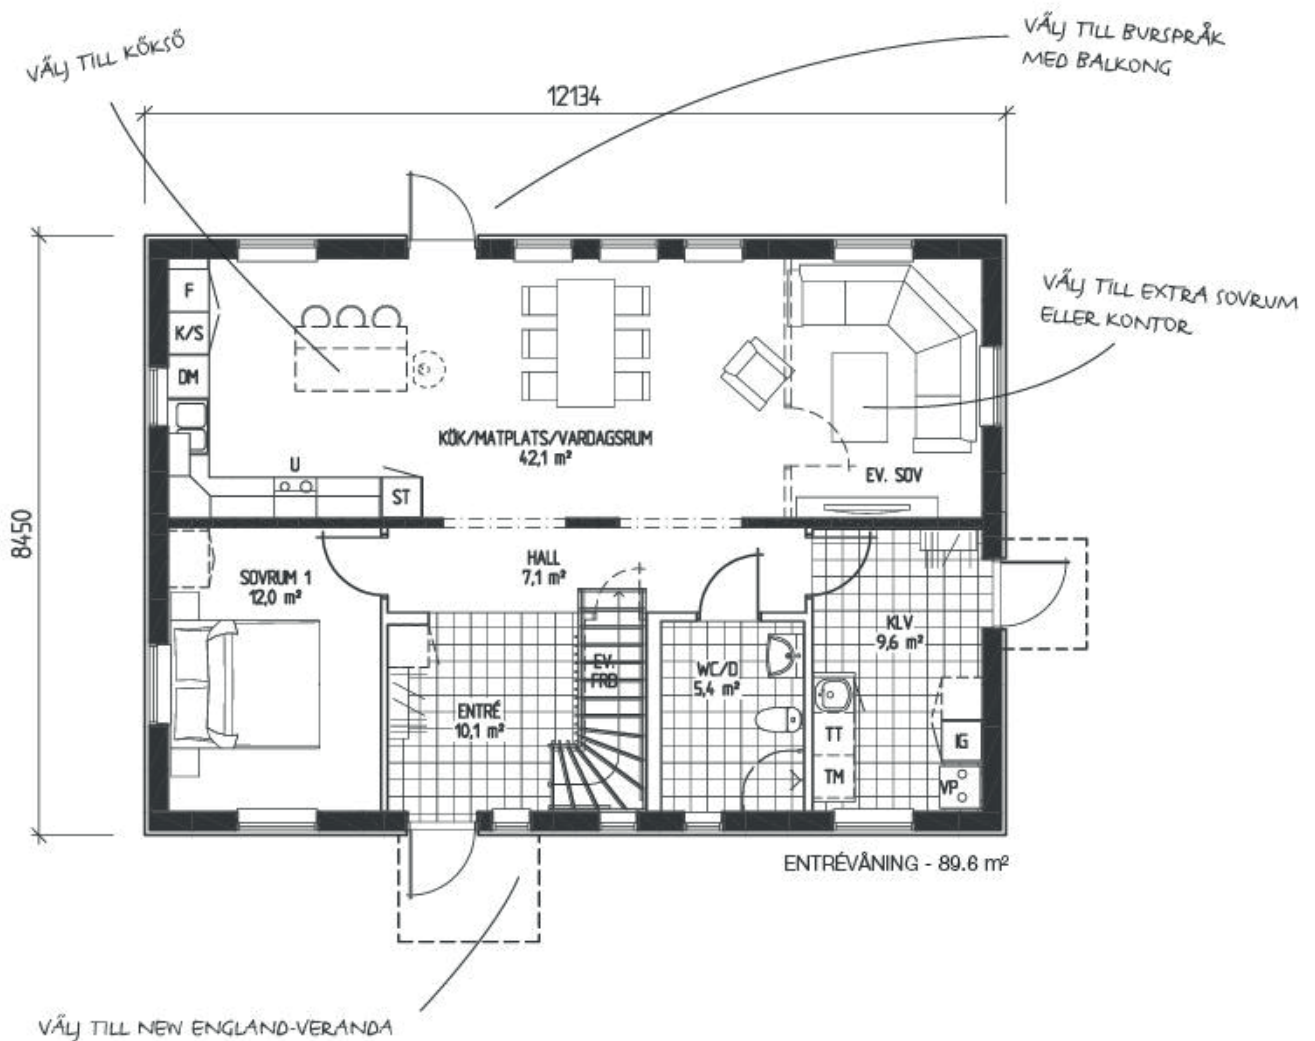 VÄLJ TILL KÖKSÖ
VÄLJ TILL BURSPRÅK
MED BALKONG
12134
8450
F
K/S
DM
U
ST
KÖK/MATPLATS/VARDAGSRUM
42,1 m²
VÄLJ TILL EXTRA SOVRUM
ELLER KONTOR
EV. SOV
SOVRUM 1
12,0 m²
HALL
7,1 m²
ENTRÉ
10,1 m²
EV.
FRD
WC/D
5,4 m²
KLV
9,6 m²
TT
TM
IG
VP
ENTRÉVÅNING - 89.6 m²
VÄLJ TILL NEW ENGLAND-VERANDA